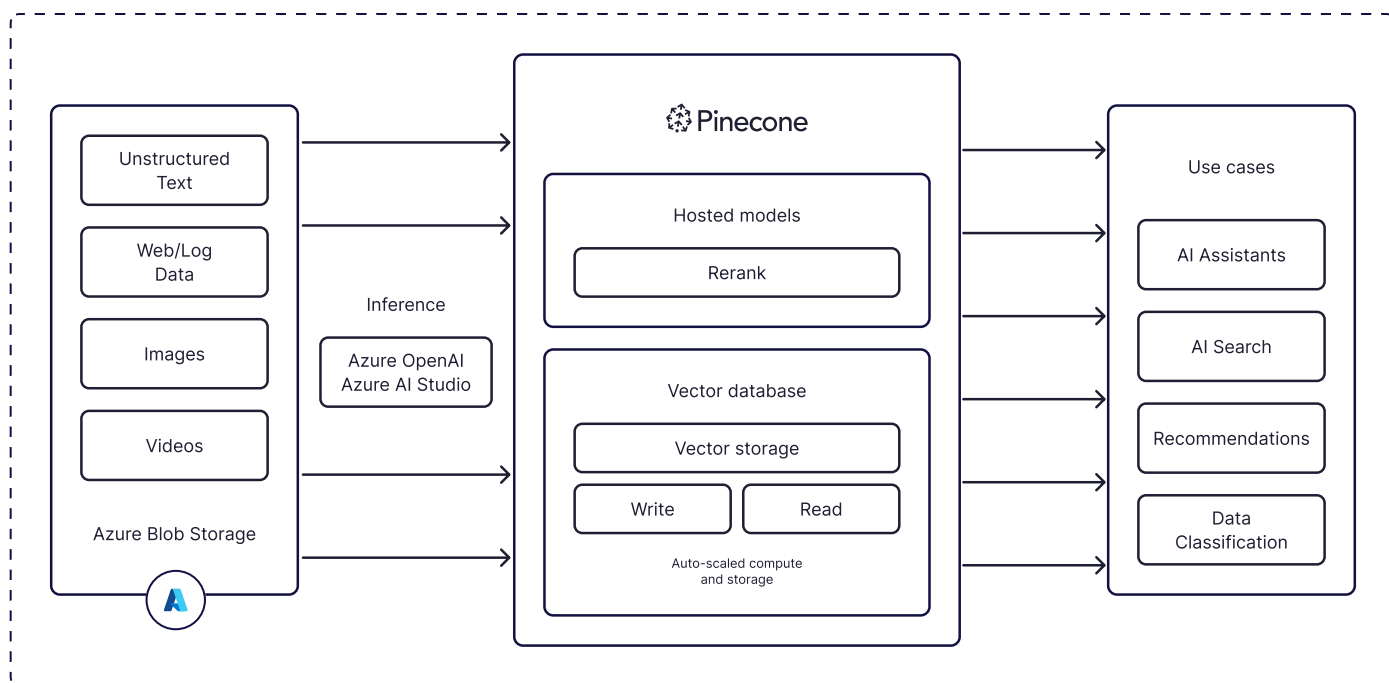 Unstructured
Text
Web/Log
Data
Images
Videos
Azure Blob Storage
Inference
Azure OpenAI
Azure AI Studio
Pinecone
Hosted models
Rerank
Vector database
Vector storage
Write
Read
Auto-scaled compute
and storage
Use cases
AI Assistants
AI Search
Recommendations
Data
Classification